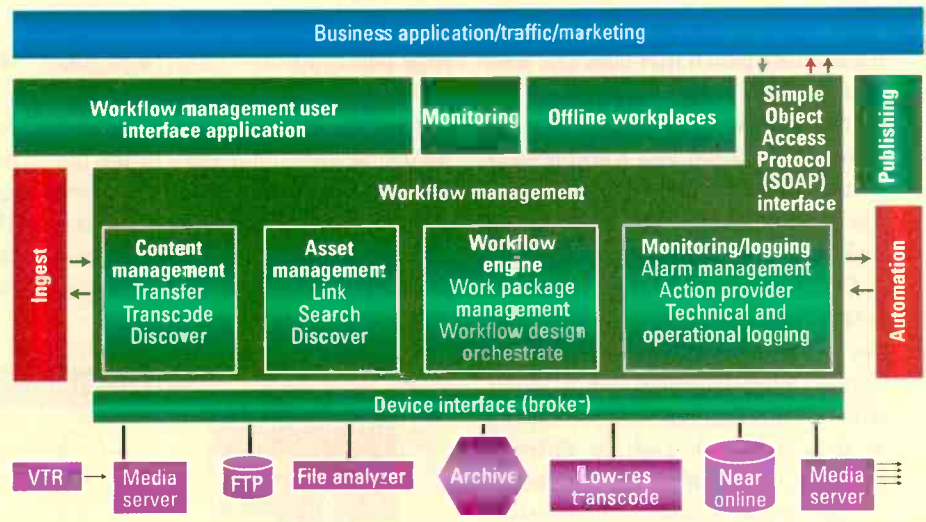 Business application/traffic/marketing
Workflow management user
interface application
Monitoring
Offline workplaces
Simple
Object
Access
Protocol
(SOAP)
interface
Publishing
Ingest
Workflow management
Content
management
Transfer
Transcode
Discover
Asset
management
Link
Search
Discover
Workflow
engine
Work package
management
Workflow design
orchestrate
Monitoring/logging
Alarm management
Action provider
Technical and
operational logging
Automation
Device interface (broker)
VTR
Media
server
FTP
File analyzer
Archive
Low-res
transcode
Near
online
Media
server